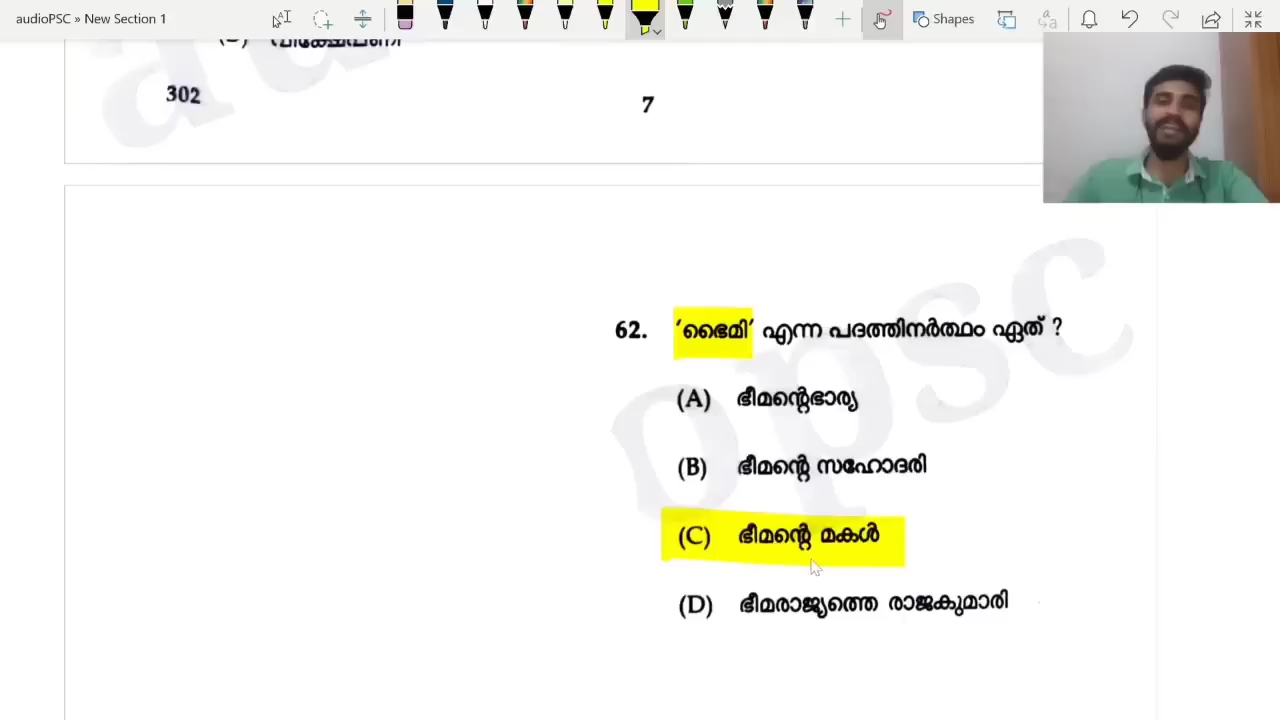 audioPSC » New Section 1
Shapes
302
7
62. 'ഭൈമി' എന്ന പദത്തിനർത്ഥം ഏത് ?
(A) ഭീമന്റെഭാര്യ
(B) ഭീമന്റെ സഹോദരി
(C) ഭീമന്റെ മകൾ
(D) ഭീമരാജ്യത്തെ രാജകുമാരി
opsc